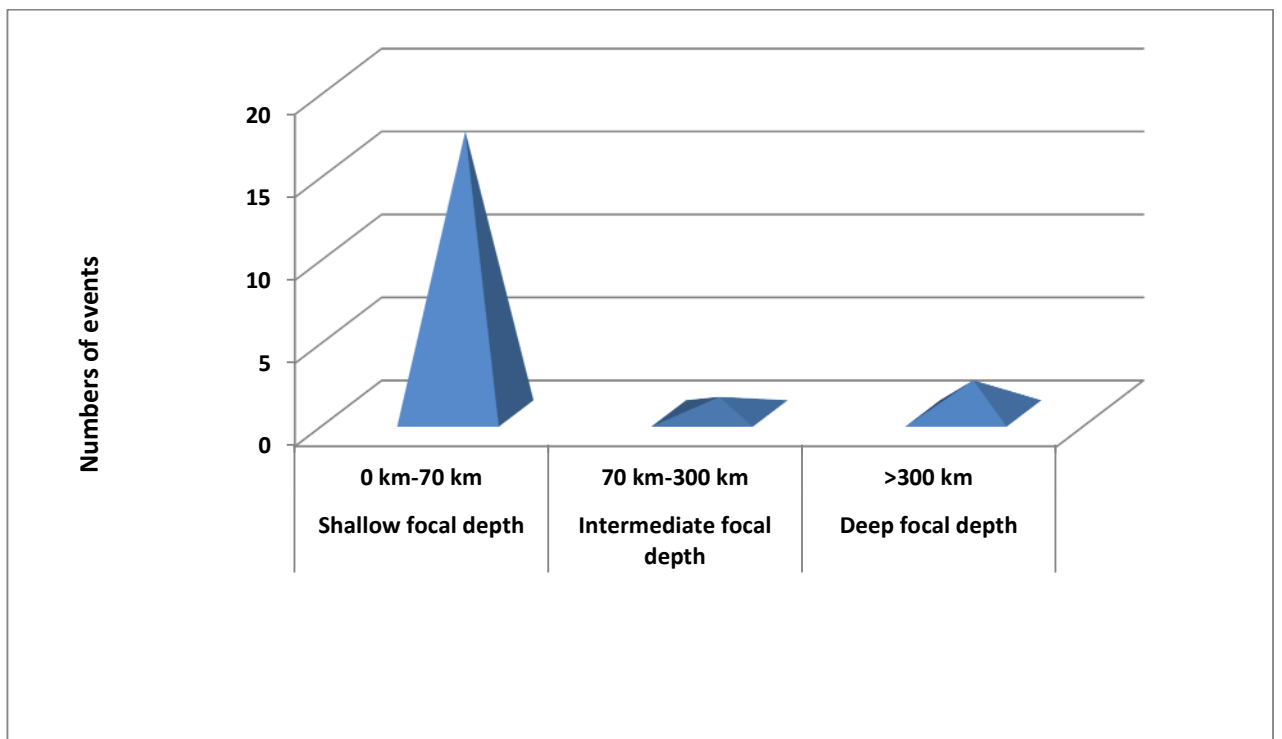 20
15
10
5
0
Numbers of events
0 km-70 km
70 km-300 km
>300 km
Shallow focal depth
Intermediate focal
depth
Deep focal depth